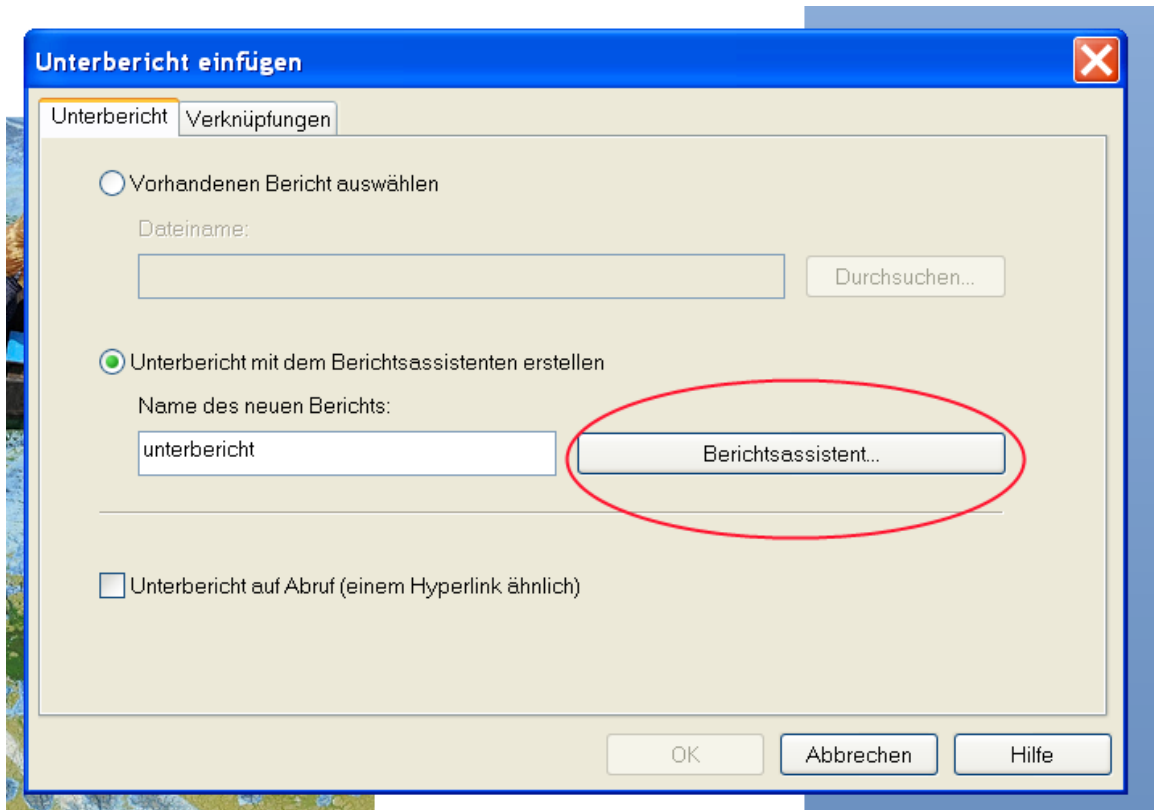 Unterbericht einfügen
Unterbericht Verknüpfungen
Vorhandenen Bericht auswählen
Dateiname:
Durchsuchen...
Unterbericht mit dem Berichtsassistenten erstellen
Name des neuen Berichts:
unterbericht Berichtsassistent...
Unterbericht auf Abruf (einem Hyperlink ähnlich)
OK Abbrechen Hilfe